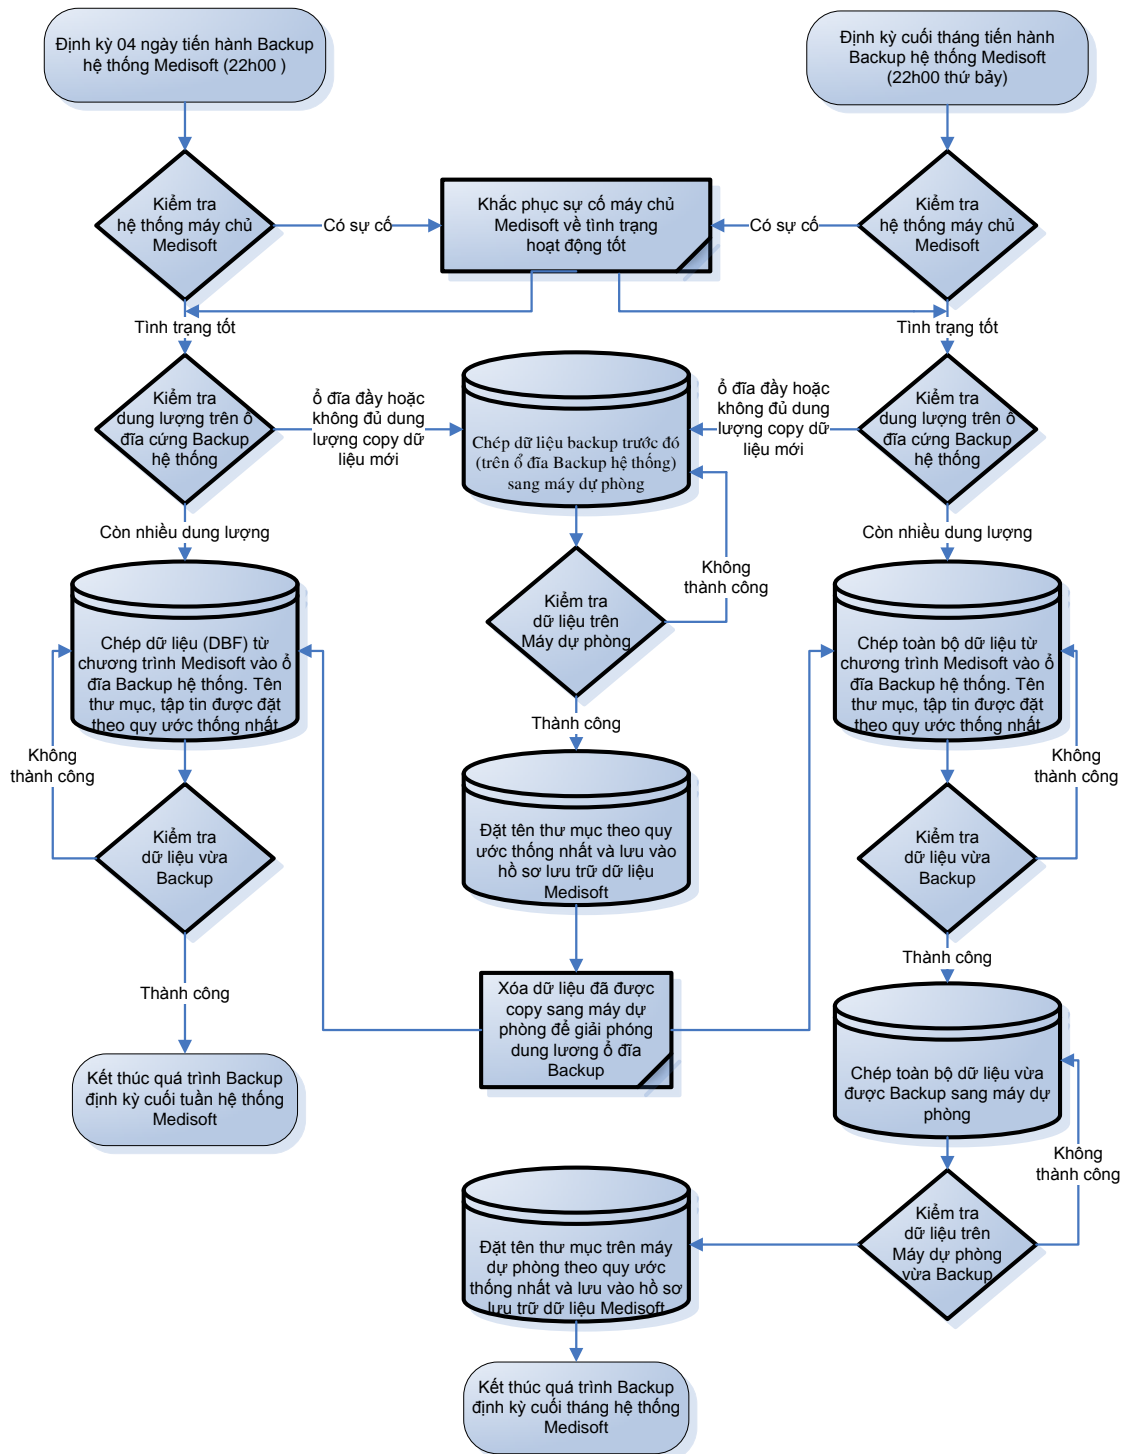 Định kỳ 04 ngày tiến hành Backup
hệ thống Medisoft (22h00 )
Định kỳ cuối tháng tiến hành
Backup hệ thống Medisoft
(22h00 thứ bảy)
Kiểm tra
hệ thống máy chủ
Medisoft
Có sự cố
Khắc phục sự cố máy chủ
Medisoft về tình trạng
hoạt động tốt
Có sự cố
Kiểm tra
hệ thống máy chủ
Medisoft
Tình trạng tốt
Tình trạng tốt
Kiểm tra
dung lượng trên ổ
đĩa cứng Backup
hệ thống
ổ đĩa đầy hoặc
không đủ dung
lượng copy dữ
liệu mới
Chép dữ liệu backup trước đó
(trên ổ đĩa Backup hệ thống)
sang máy dự phòng
ổ đĩa đầy hoặc
không đủ dung
lượng copy dữ
liệu mới
Kiểm tra
dung lượng trên ổ
đĩa cứng Backup
hệ thống
Còn nhiều dung lượng
Còn nhiều dung lượng
Không
thành công
Kiểm tra
dữ liệu trên
Máy dự phòng
Chép dữ liệu (DBF) từ
chương trình Medisoft vào ổ
đĩa Backup hệ thống. Tên
thư mục, tập tin được đặt
theo quy ước thống nhất
Chép toàn bộ dữ liệu từ
chương trình Medisoft vào ổ
đĩa Backup hệ thống. Tên
thư mục, tập tin được đặt
theo quy ước thống nhất
Thành công
Không
thành công
Không
thành công
Kiểm tra
dữ liệu vừa
Backup
Đặt tên thư mục theo quy
ước thống nhất và lưu vào
hồ sơ lưu trữ dữ liệu
Medisoft
Kiểm tra
dữ liệu vừa
Backup
Thành công
Thành công
Xóa dữ liệu đã được
copy sang máy dự
phòng để giải phóng
dung lương ổ đĩa
Backup
Kết thúc quá trình Backup
định kỳ cuối tuần hệ thống
Medisoft
Chép toàn bộ dữ liệu vừa
được Backup sang máy dự
phòng
Không
thành công
Kiểm tra
dữ liệu trên
Máy dự phòng
vừa Backup
Đặt tên thư mục trên máy
dự phòng theo quy ước
thống nhất và lưu vào hồ sơ
lưu trữ dữ liệu Medisoft
Kết thúc quá trình Backup
định kỳ cuối tháng hệ thống
Medisoft